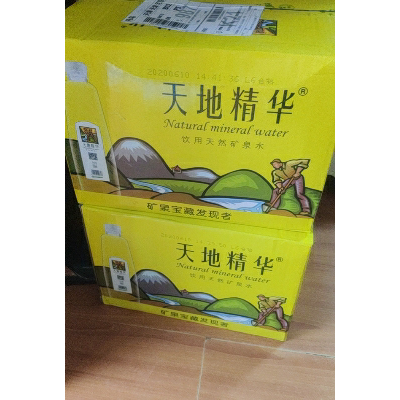 天地精华®
Natural mineral water
饮用天然矿泉水
矿泉宝藏发现者
天地精华®
Natural mineral water
饮用天然矿泉水
矿泉宝藏发现者